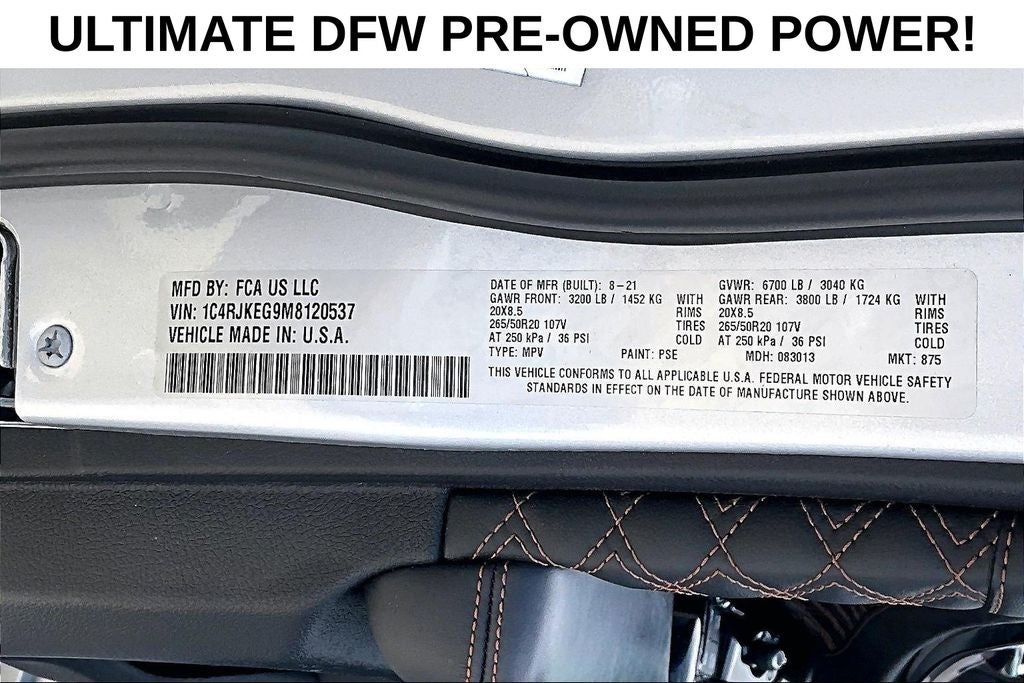 ULTIMATE DFW PRE-OWNED POWER!
MFD BY: FCA US LLC
VIN: 1C4RJKEG9M8120537
VEHICLE MADE IN: U.S.A.
DATE OF MFR (BUILT): 8-21
GAWR FRONT: 3200 LB / 1452 KG WITH
20X8.5 RIMS
265/50R20 107V TIRES
AT 250 kPa / 36 PSI COLD
TYPE: MPV PAINT: PSE
GVWR: 6700 LB / 3040 KG
GAWR REAR: 3800 LB / 1724 KG WITH
20X8.5 RIMS
265/50R20 107V TIRES
AT 250 kPa / 36 PSI COLD
MDH: 083013 MKT: 875
THIS VEHICLE CONFORMS TO ALL APPLICABLE U.S.A. FEDERAL MOTOR VEHICLE SAFETY
STANDARDS IN EFFECT ON THE DATE OF MANUFACTURE SHOWN ABOVE.